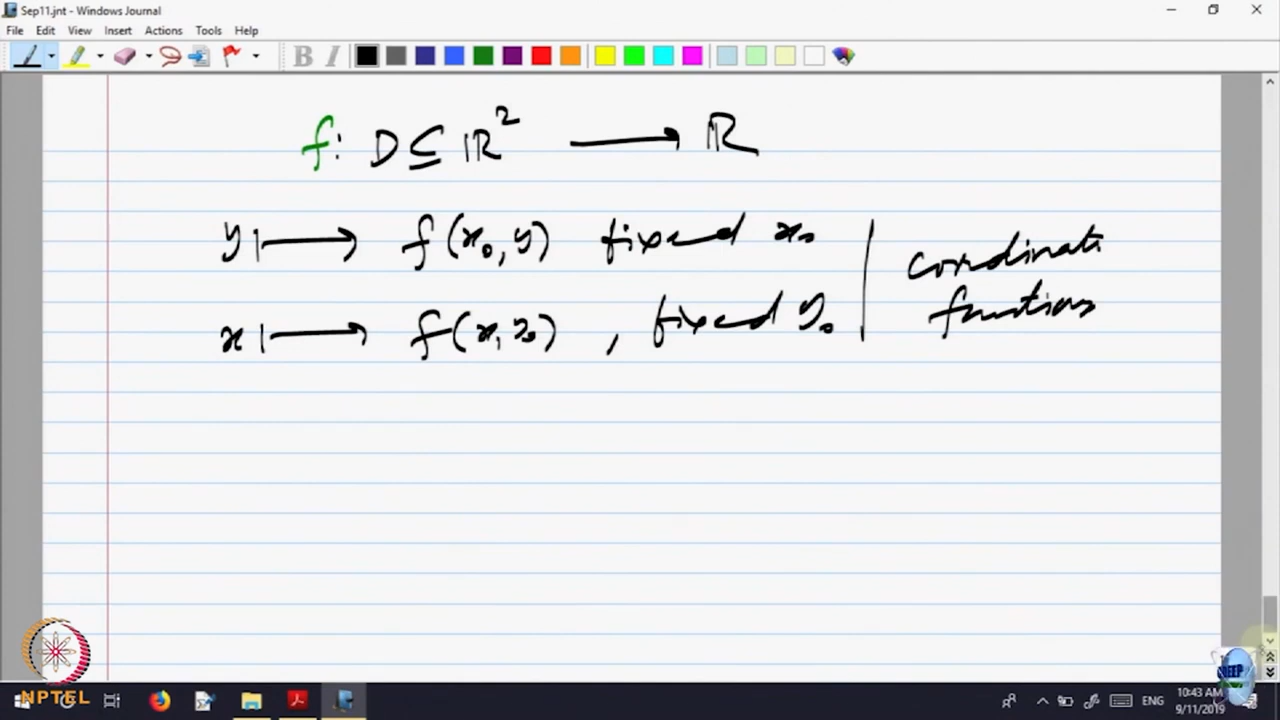 Sep11.jnt - Windows Journal
File Edit View Insert Actions Tools Help
B I
f: D ⊆ ℝ² ⟶ ℝ
y ⟼ f(x₀, y) fixed x₀
x ⟼ f(x, y₀) , fixed y₀
coordinate
functions
NPTEL
ENG
10:43 AM
9/11/2019